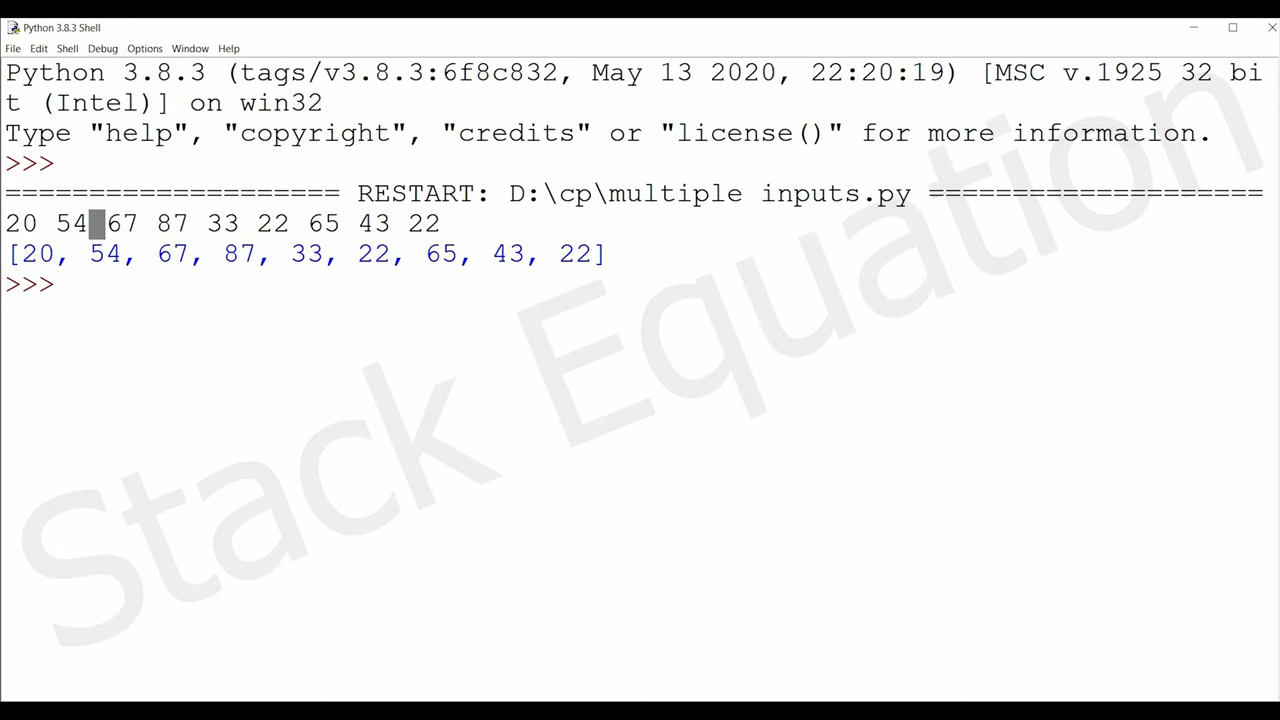 Python 3.8.3 Shell
File Edit Shell Debug Options Window Help
Python 3.8.3 (tags/v3.8.3:6f8c832, May 13 2020, 22:20:19) [MSC v.1925 32 bi
t (Intel)] on win32
Type "help", "copyright", "credits" or "license()" for more information.
>>>
==================== RESTART: D:\cp\multiple inputs.py ====================
20 54 67 87 33 22 65 43 22
[20, 54, 67, 87, 33, 22, 65, 43, 22]
>>>
Stack Equation